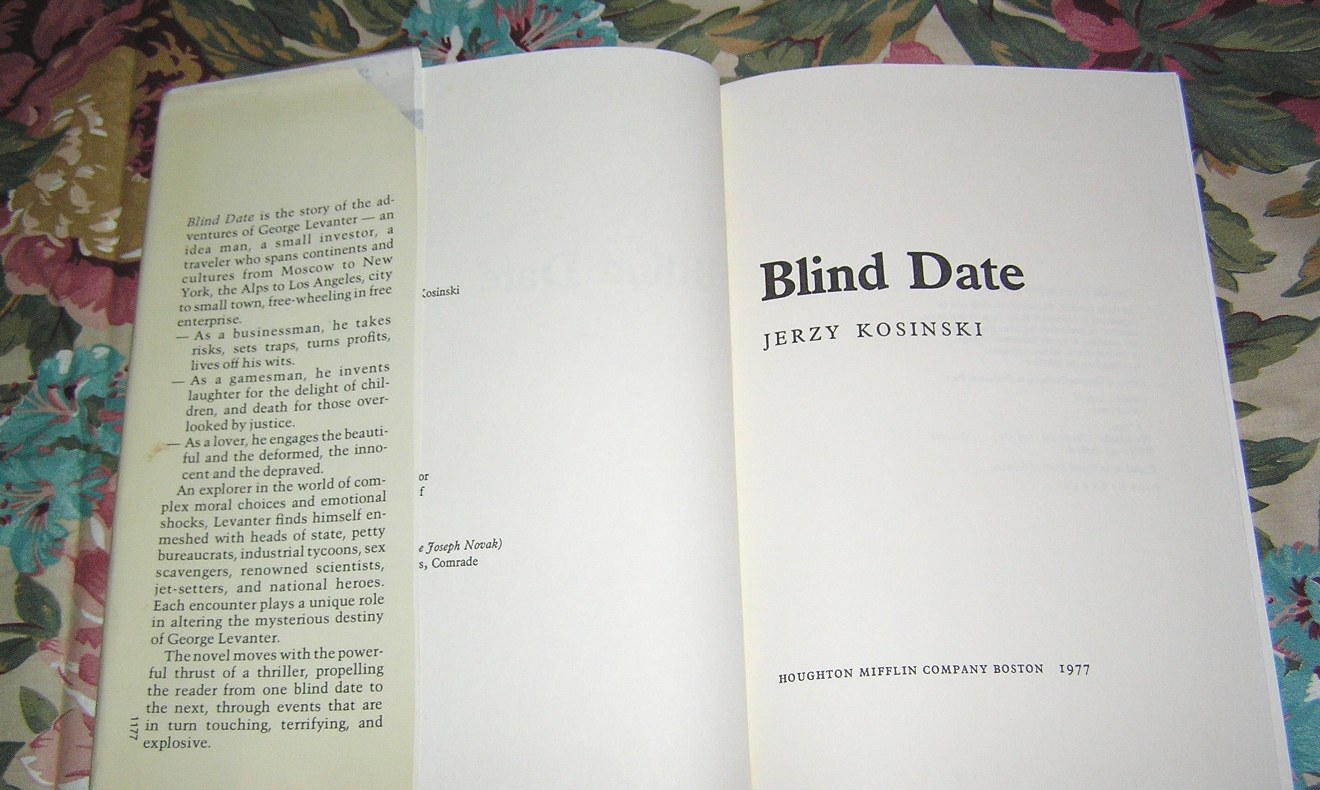 Blind Date is the story of the ad-
ventures of George Levanter — an
idea man, a small investor, a
traveler who spans continents and
cultures from Moscow to New
York, the Alps to Los Angeles, city
to small town, free-wheeling in free
enterprise.
— As a businessman, he takes
risks, sets traps, turns profits,
lives off his wits.
— As a gamesman, he invents
laughter for the delight of chil-
dren, and death for those over-
looked by justice.
— As a lover, he engages the beauti-
ful and the deformed, the inno-
cent and the depraved.
An explorer in the world of com-
plex moral choices and emotional
shocks, Levanter finds himself en-
meshed with heads of state, petty
bureaucrats, industrial tycoons, sex
scavengers, renowned scientists,
jet-setters, and national heroes.
Each encounter plays a unique role
in altering the mysterious destiny
of George Levanter.
The novel moves with the power-
ful thrust of a thriller, propelling
the reader from one blind date to
the next, through events that are
in turn touching, terrifying, and
explosive.
1177
Kosinski
or
f
e Joseph Novak)
s, Comrade
Blind Date
JERZY KOSINSKI
HOUGHTON MIFFLIN COMPANY BOSTON 1977